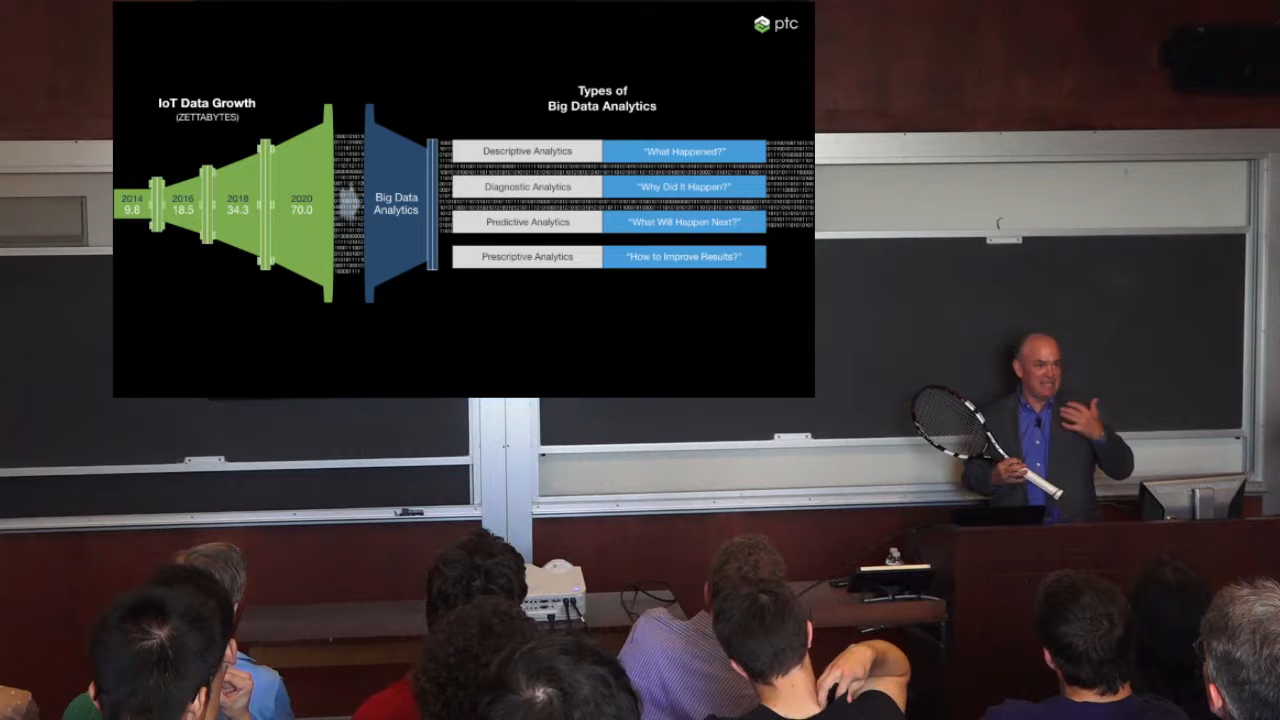 ptc
IoT Data Growth
(ZETTABYTES)
2014
9.8
2016
18.5
2018
34.3
2020
70.0
Big Data
Analytics
Types of
Big Data Analytics
Descriptive Analytics
“What Happened?”
Diagnostic Analytics
“Why Did It Happen?”
Predictive Analytics
“What Will Happen Next?”
Prescriptive Analytics
“How to Improve Results?”